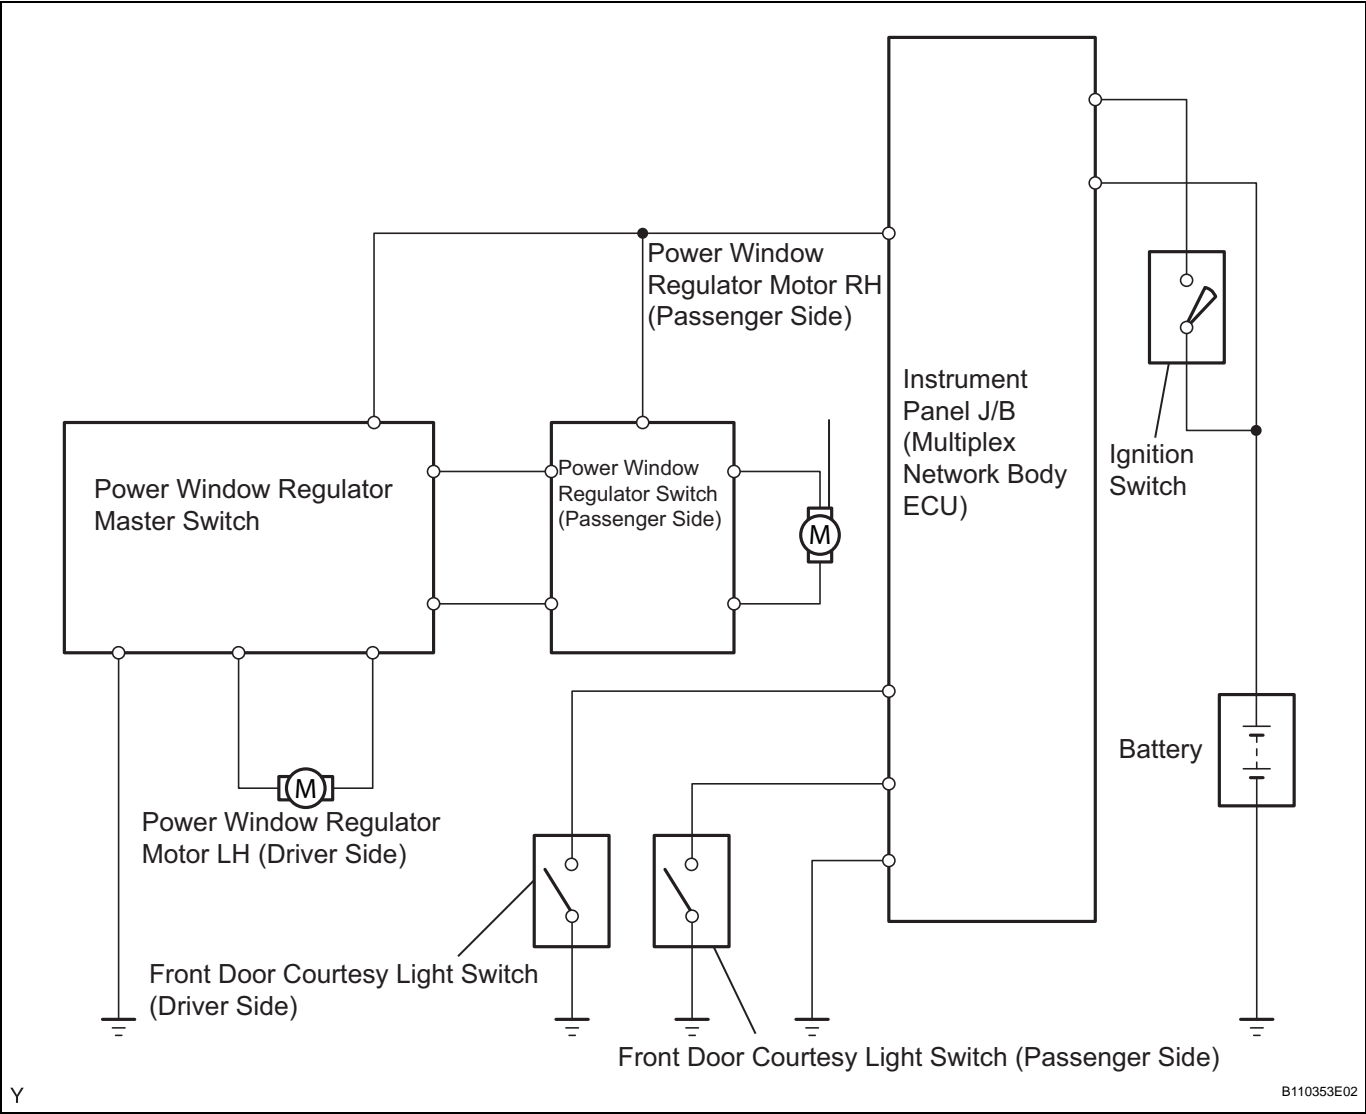 Power Window
Regulator Motor RH
(Passenger Side)
Instrument
Panel J/B
(Multiplex
Network Body
ECU)
Ignition
Switch
Power Window Regulator
Master Switch
Power Window
Regulator Switch
(Passenger Side)
M
Battery
M
Power Window Regulator
Motor LH (Driver Side)
Front Door Courtesy Light Switch
(Driver Side)
Front Door Courtesy Light Switch (Passenger Side)
Y
B110353E02